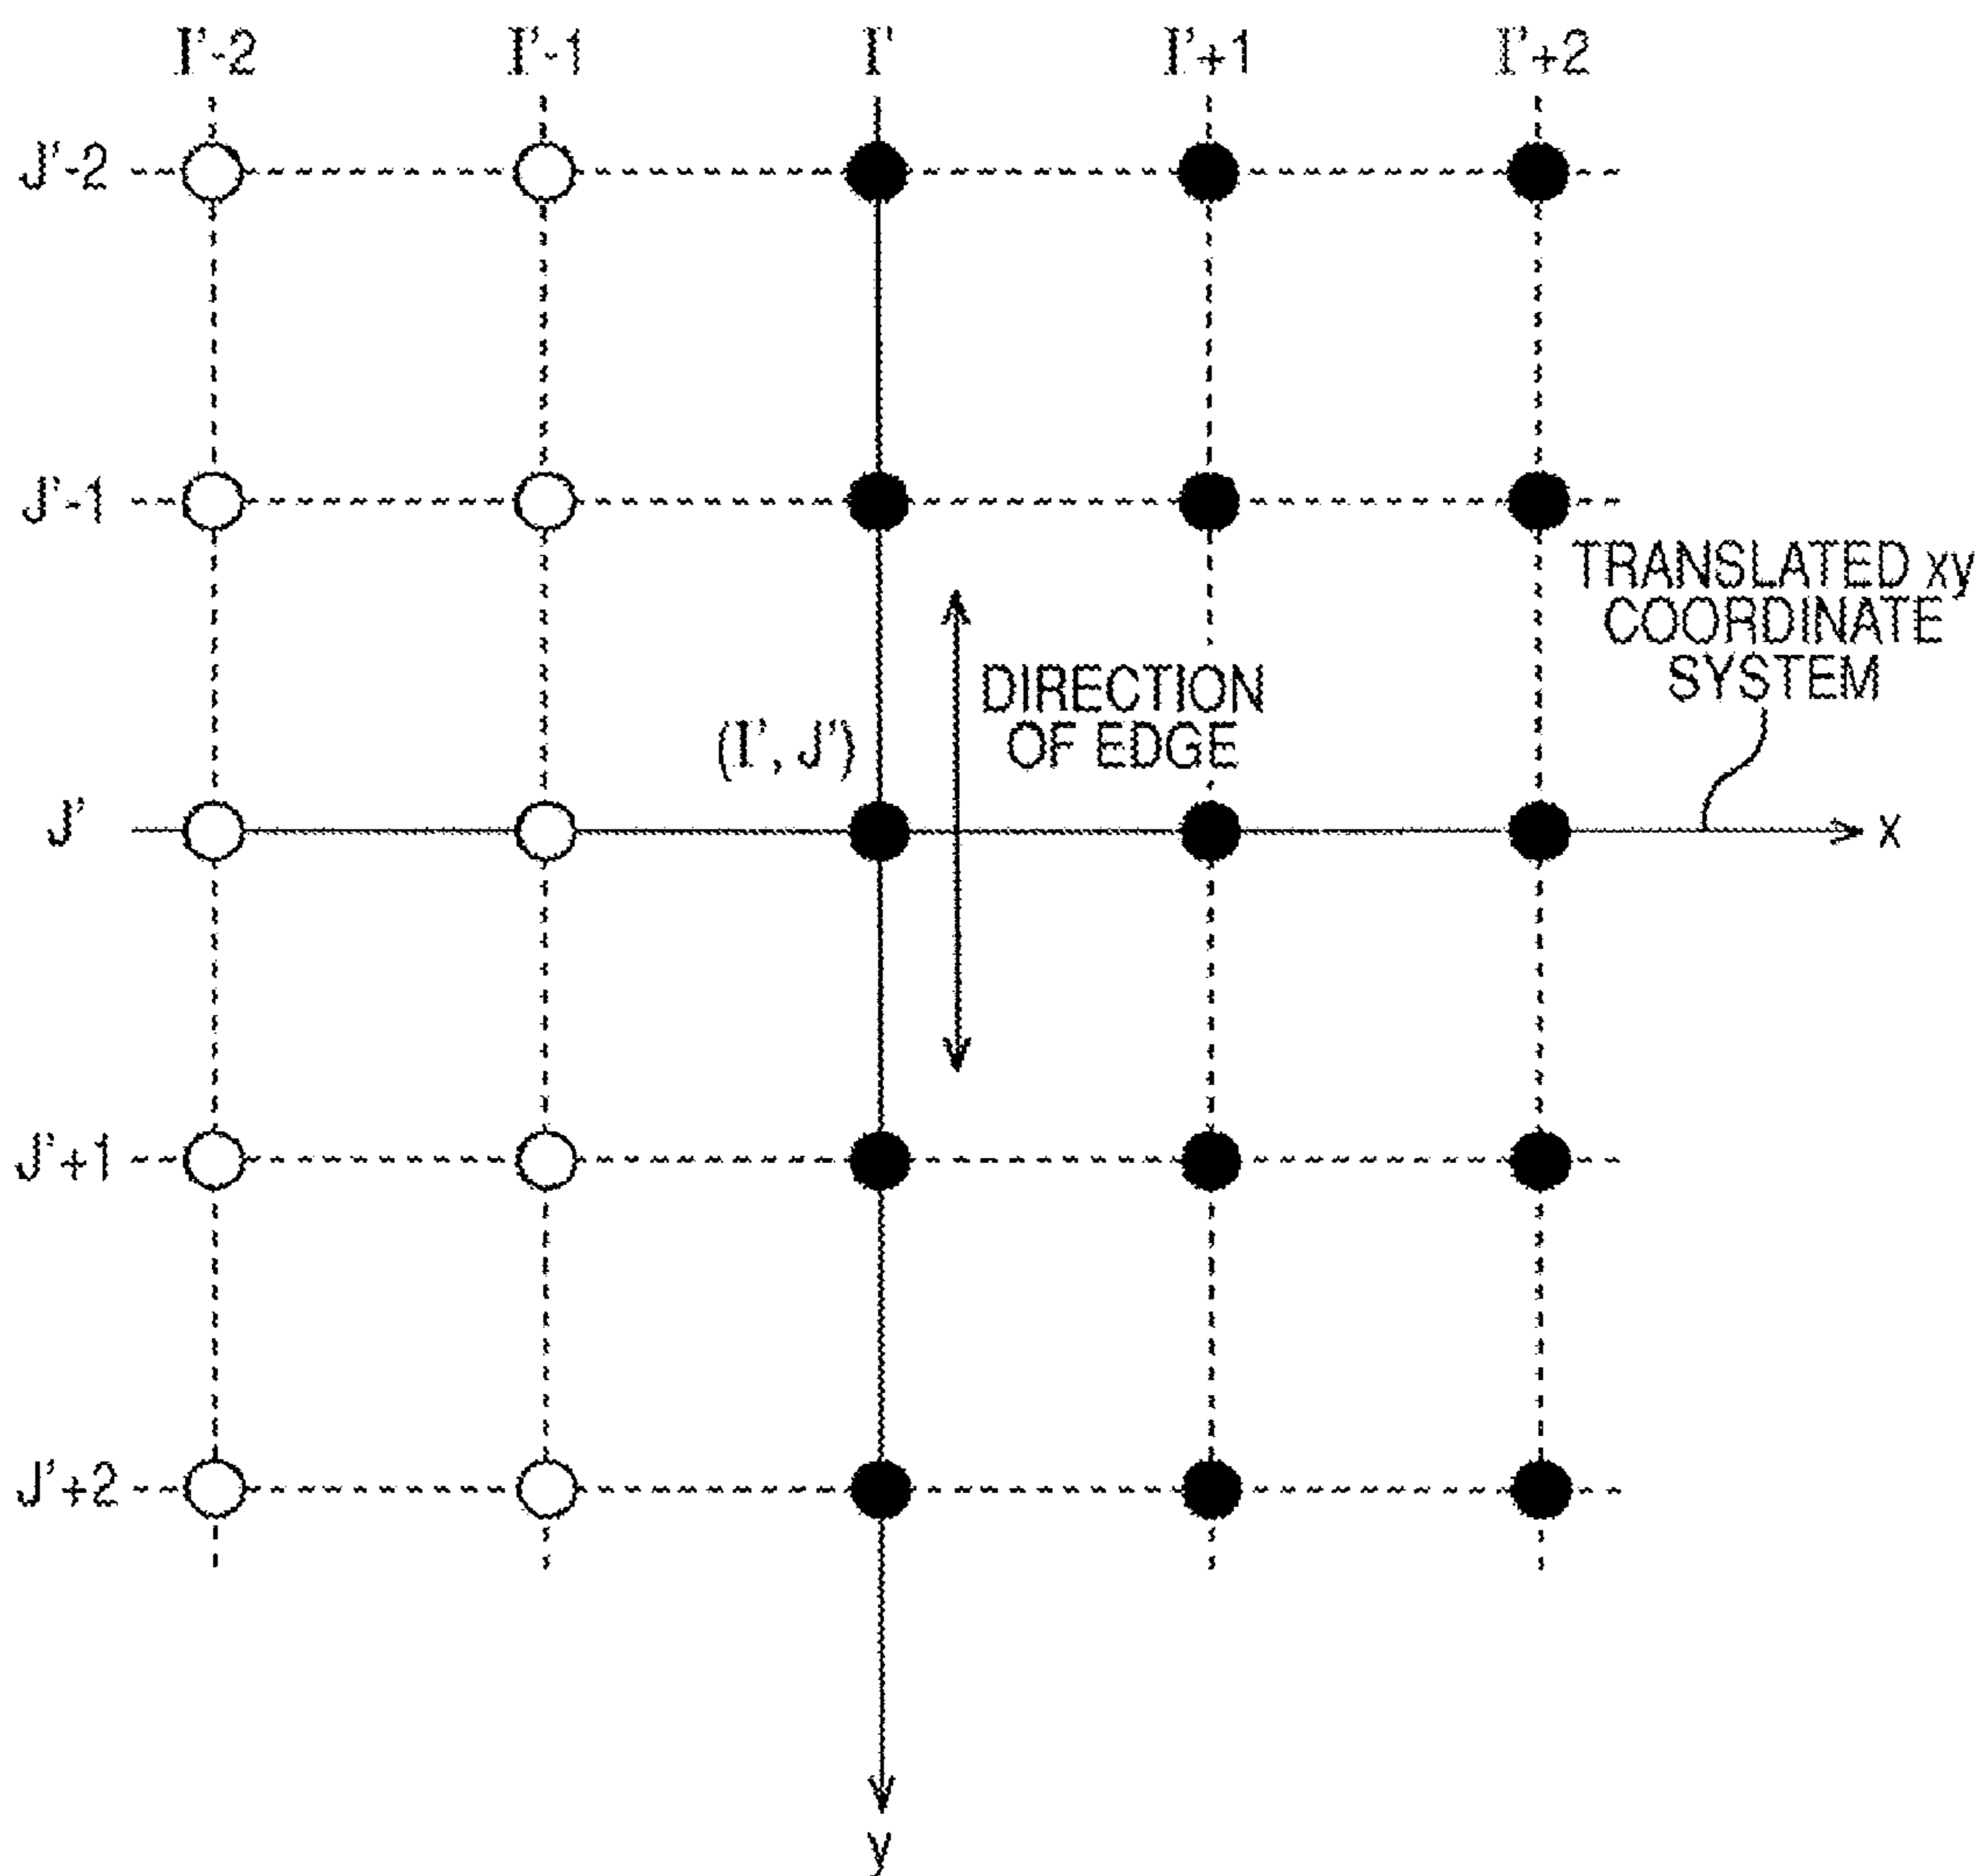 I'-2 I'-1 I' I'+1 I'+2
J'-2
J'-1
TRANSLATED xy
COORDINATE
SYSTEM
DIRECTION
OF EDGE
(I', J')
J'
x
J'+1
J'+2
y